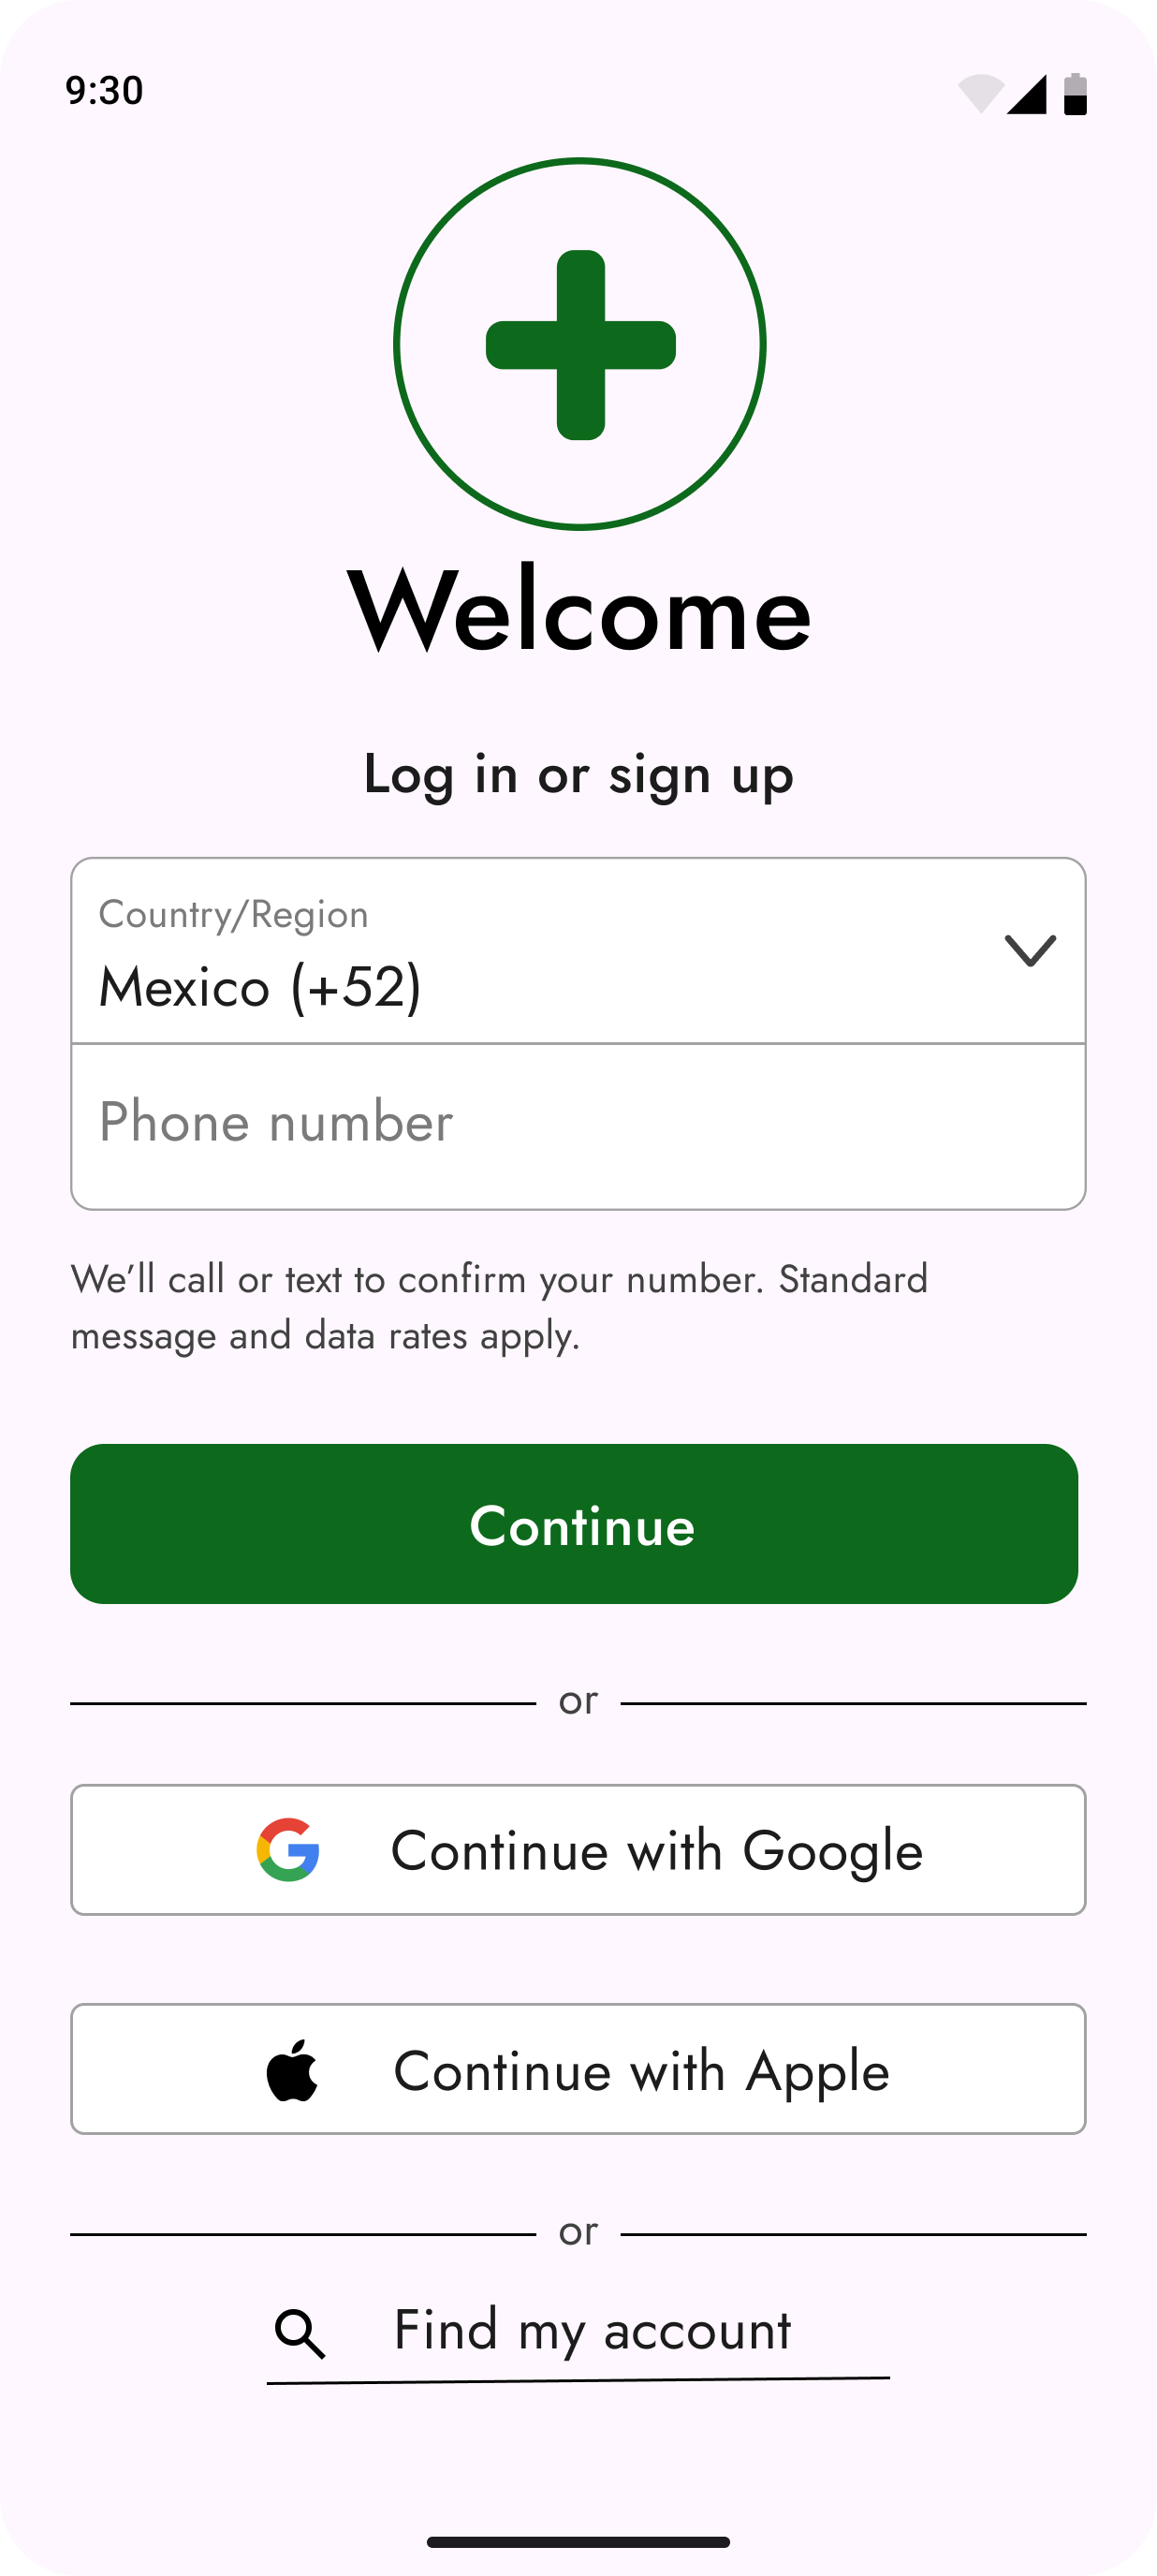 9:30
Welcome
Log in or sign up
Country/Region
Mexico (+52)
Phone number
We’ll call or text to confirm your number. Standard
message and data rates apply.
Continue
or
Continue with Google
Continue with Apple
or
Find my account